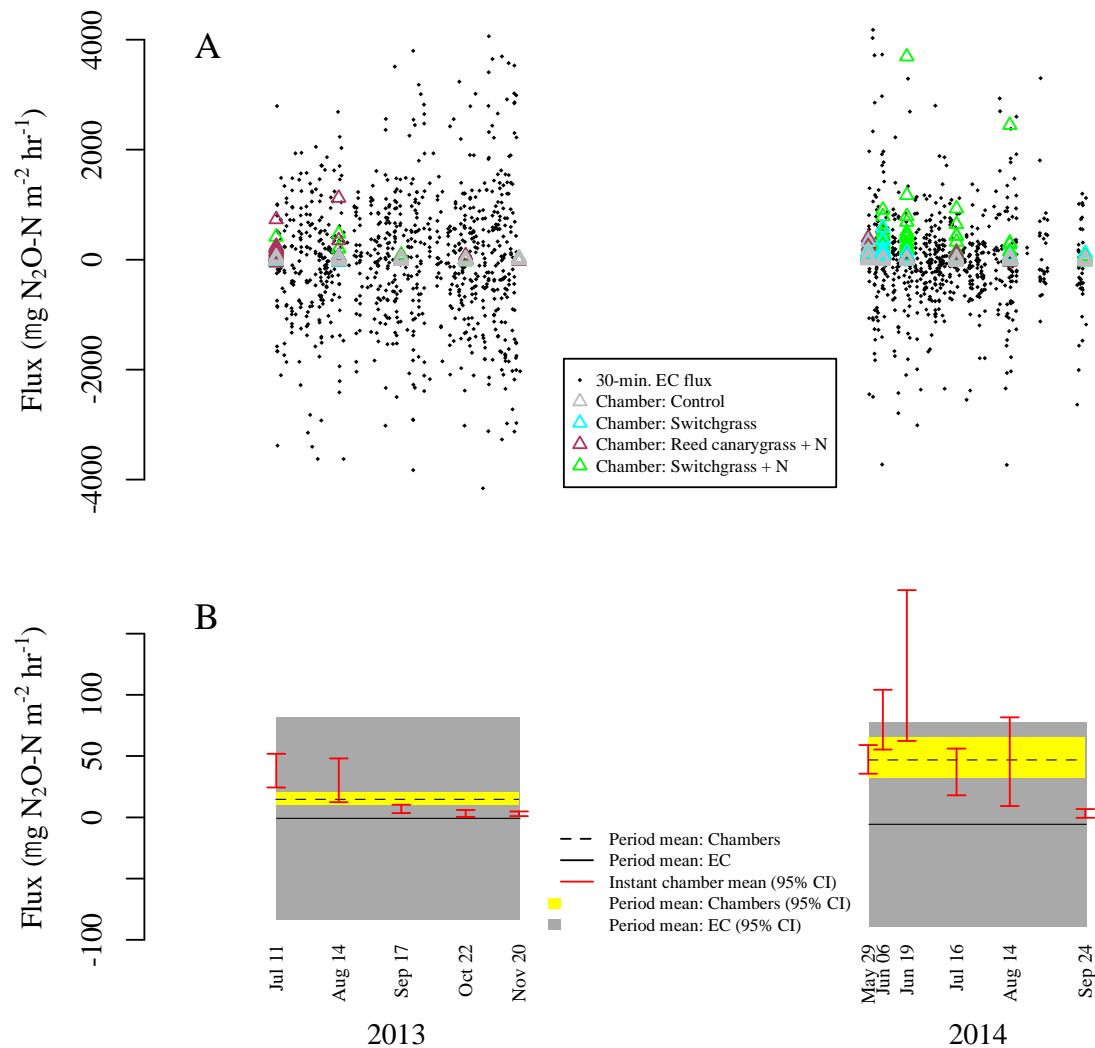 A
Flux (mg N₂O-N m⁻² hr⁻¹)
4000
2000
0
-2000
-4000
30-min. EC flux
Chamber: Control
Chamber: Switchgrass
Chamber: Reed canarygrass + N
Chamber: Switchgrass + N
B
Flux (mg N₂O-N m⁻² hr⁻¹)
100
50
0
-100
Period mean: Chambers
Period mean: EC
Instant chamber mean (95% CI)
Period mean: Chambers (95% CI)
Period mean: EC (95% CI)
Jul 11
Aug 14
Sep 17
Oct 22
Nov 20
May 29
Jun 06
Jun 19
Jul 16
Aug 14
Sep 24
2013
2014